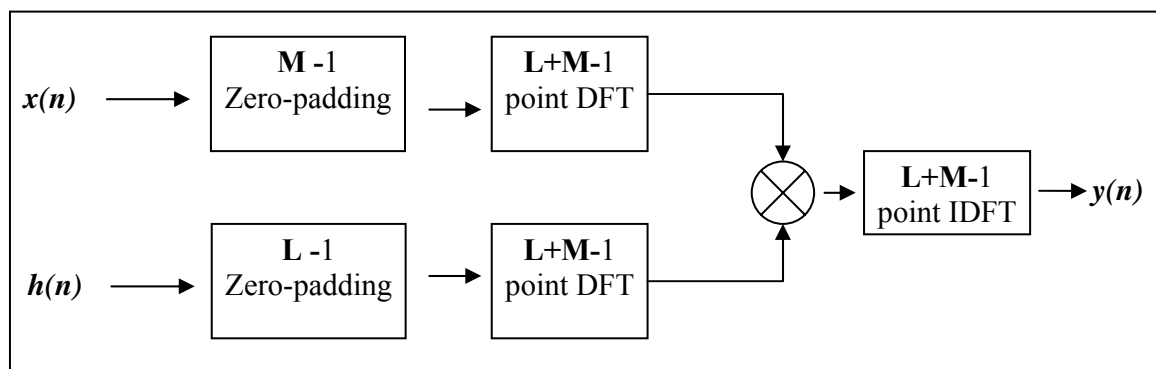 x(n)
M -1
Zero-padding
L+M-1
point DFT
L+M-1
point IDFT
y(n)
h(n)
L -1
Zero-padding
L+M-1
point DFT